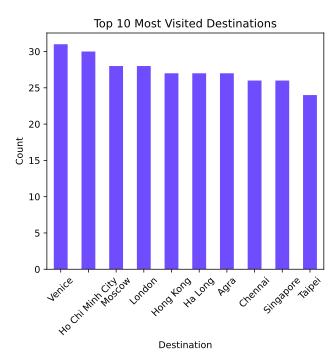 Top 10 Most Visited Destinations
30
25
20
15
10
5
0
Count
Venice
Ho Chi Minh City
Moscow
London
Hong Kong
Ha Long
Agra
Chennai
Singapore
Taipei
Destination